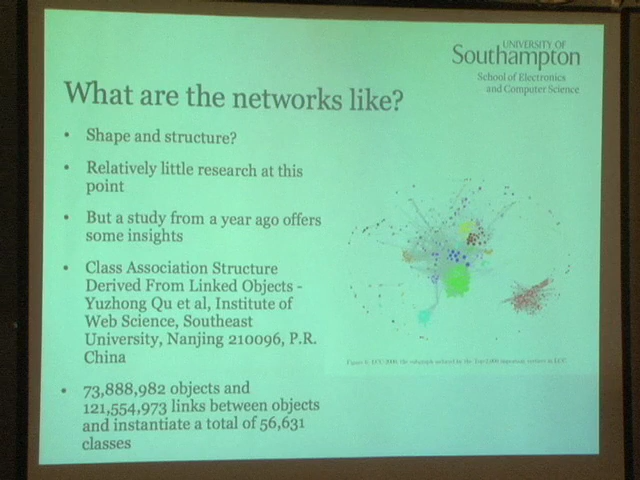 UNIVERSITY OF
Southampton
School of Electronics
and Computer Science
What are the networks like?
• Shape and structure?
• Relatively little research at this
point
• But a study from a year ago offers
some insights
• Class Association Structure
Derived From Linked Objects -
Yuzhong Qu et al, Institute of
Web Science, Southeast
University, Nanjing 210096, P.R.
China
• 73,888,982 objects and
121,554,973 links between objects
and instantiate a total of 56,631
classes